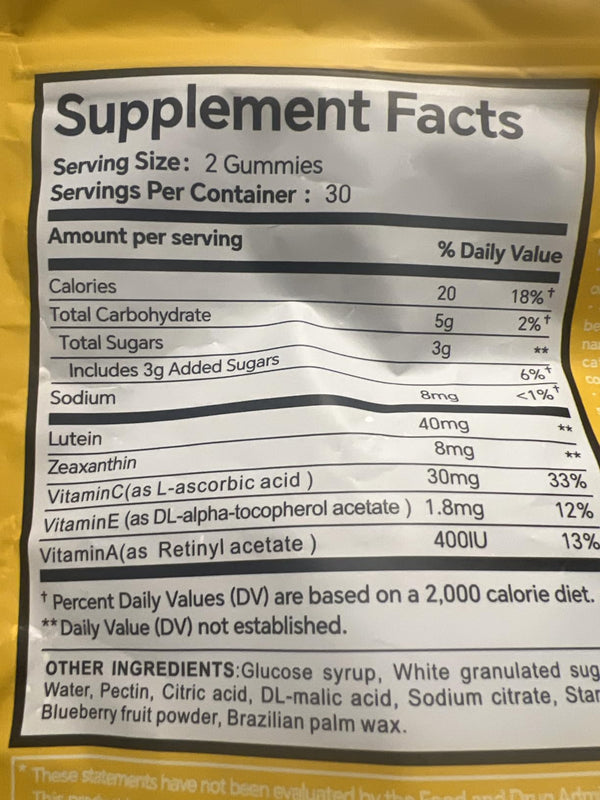 Supplement Facts
Serving Size: 2 Gummies
Servings Per Container : 30
Amount per serving % Daily Value
Calories 20 18%†
Total Carbohydrate 5g 2%†
Total Sugars 3g **
Includes 3g Added Sugars 6%†
Sodium 8mg <1%†
Lutein 40mg **
Zeaxanthin 8mg **
VitaminC(as L-ascorbic acid ) 30mg 33%
VitaminE (as DL-alpha-tocopherol acetate ) 1.8mg 12%
VitaminA(as Retinyl acetate ) 400IU 13%
† Percent Daily Values (DV) are based on a 2,000 calorie diet.
** Daily Value (DV) not established.
OTHER INGREDIENTS:Glucose syrup, White granulated sug
Water, Pectin, Citric acid, DL-malic acid, Sodium citrate, Star
Blueberry fruit powder, Brazilian palm wax.
* These statements have not been evaluated by the Food and Drug Admi